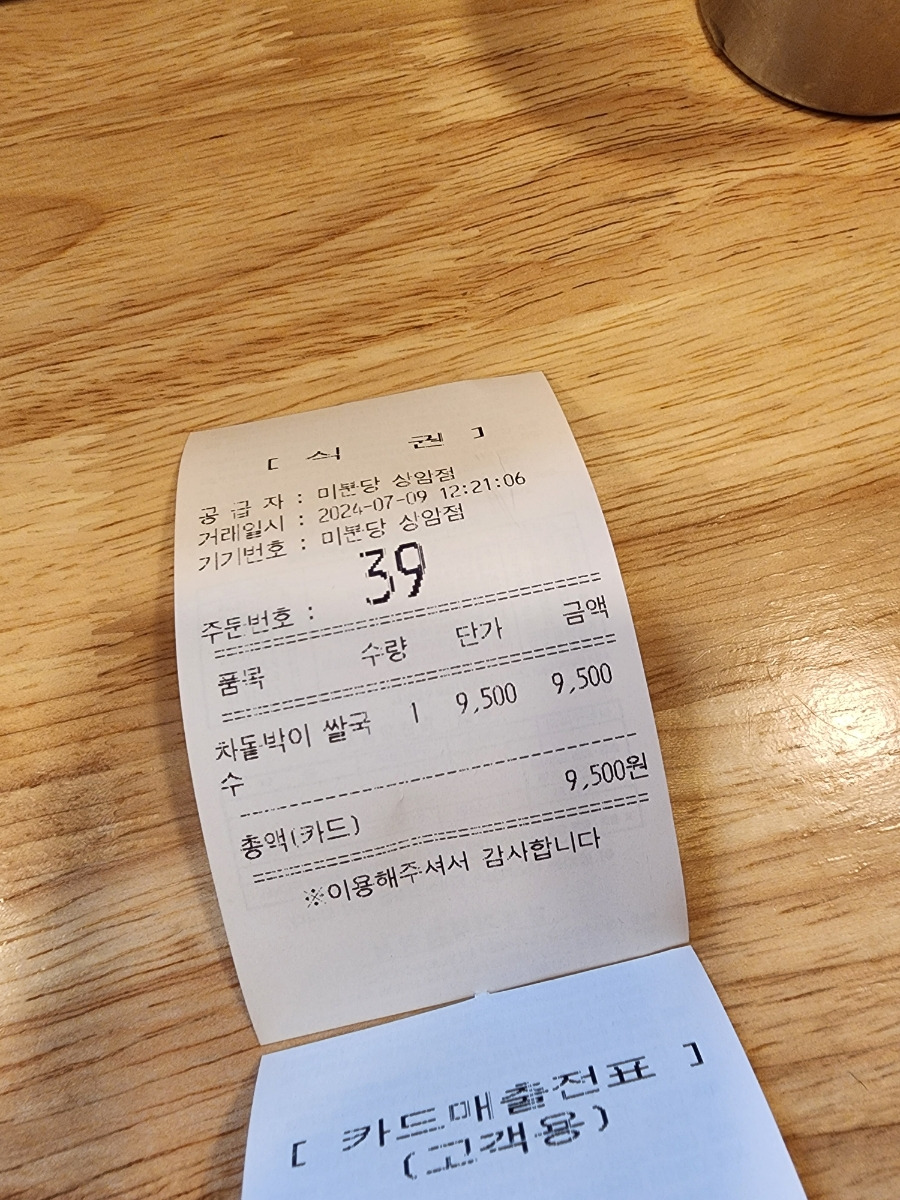 [ 식 권 ]
공 급 자 : 미분당 상암점
거래일시 : 2024-07-09 12:21:06
기기번호 : 미분당 상암점
주문번호 : 39
품목 수량 단가 금액
차돌박이 쌀국 1 9,500 9,500
수
총액(카드) 9,500원
※이용해주셔서 감사합니다
[ 카드매출전표 ]
(고객용)